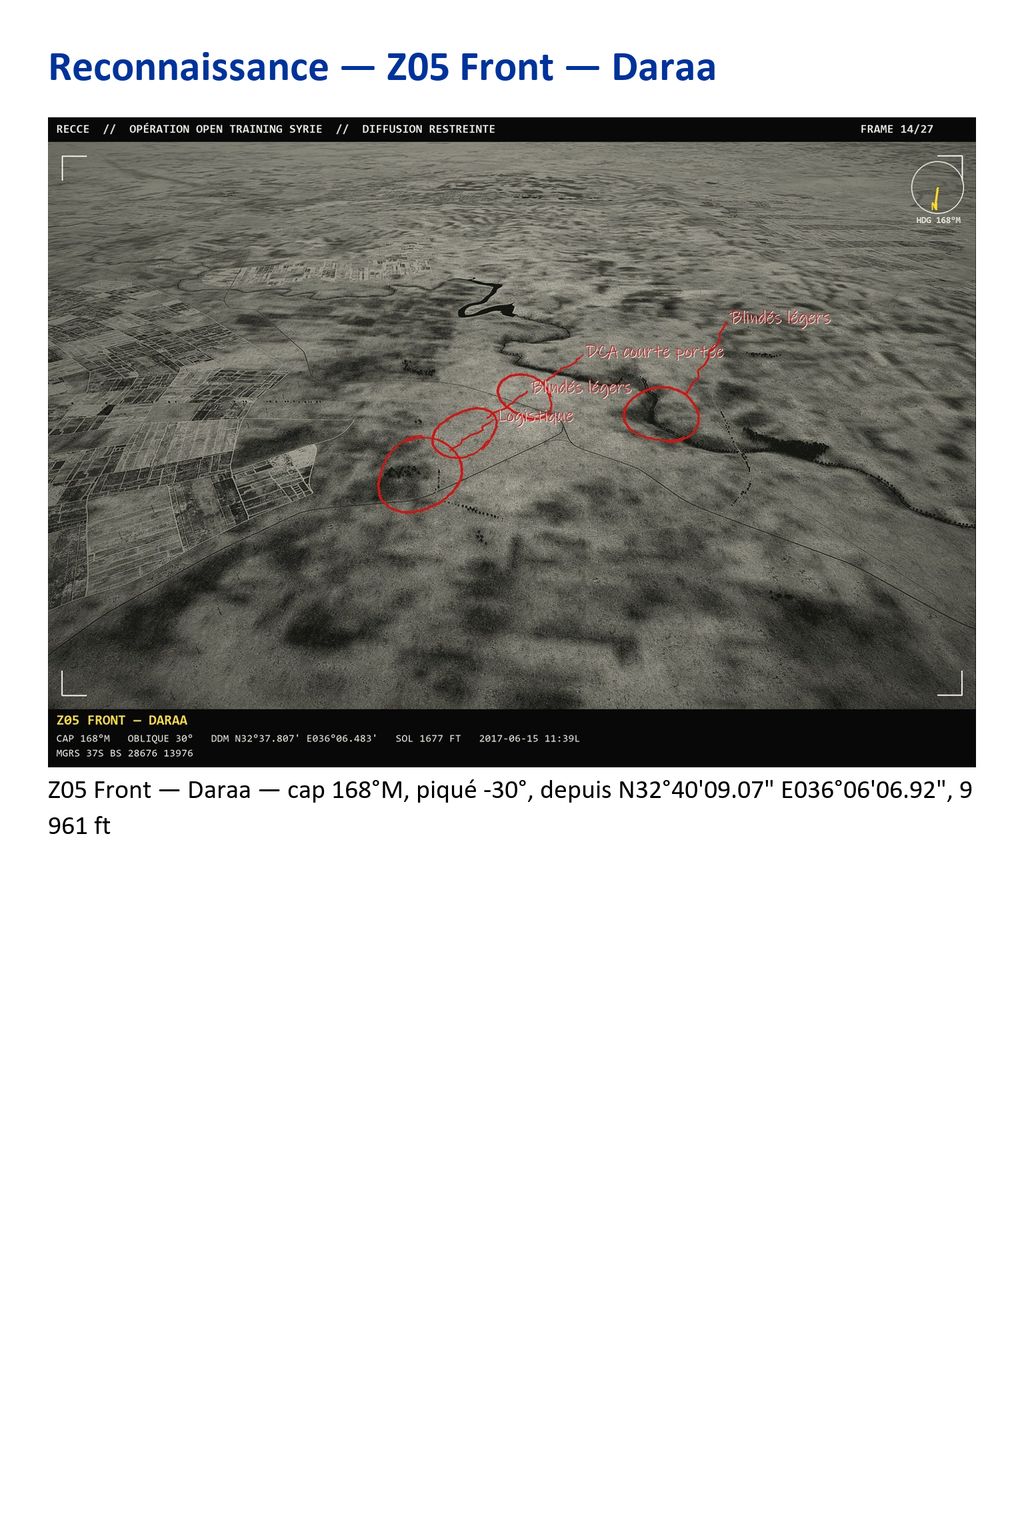 Reconnaissance — Z05 Front — Daraa
RECCE // OPÉRATION OPEN TRAINING SYRIE // DIFFUSION RESTREINTE FRAME 14/27
N
HDG 168°M
Blindés légers
DCA courte portée
Blindés légers
Logistique
Z05 FRONT — DARAA
CAP 168°M OBLIQUE 30° DDM N32°37.807' E036°06.483' SOL 1677 FT 2017-06-15 11:39L
MGRS 37S BS 28676 13976
Z05 Front — Daraa — cap 168°M, piqué -30°, depuis N32°40'09.07" E036°06'06.92", 9
961 ft